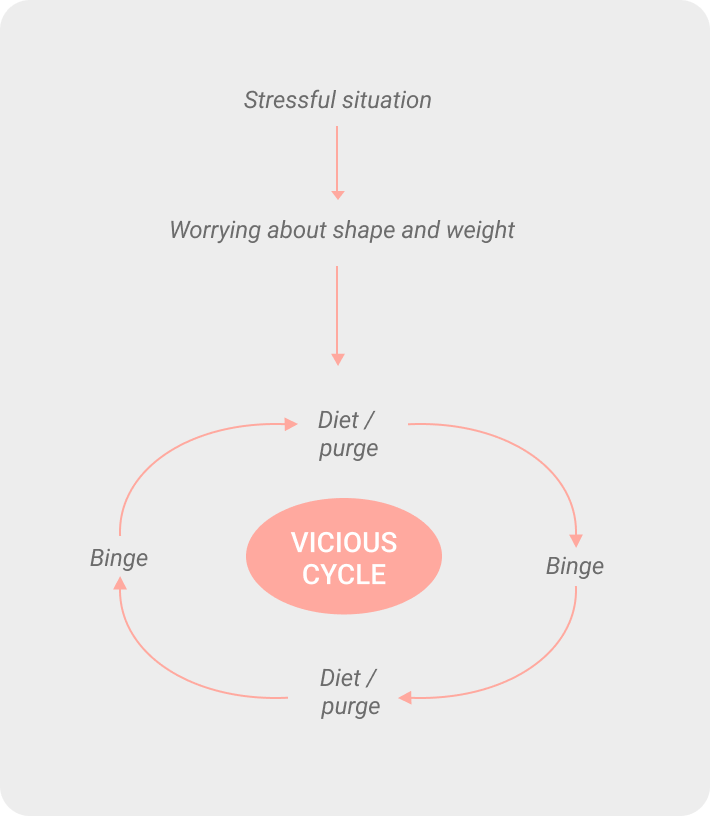 Stressful situation
Worrying about shape and weight
Diet /
purge
VICIOUS
CYCLE
Binge
Binge
Diet /
purge